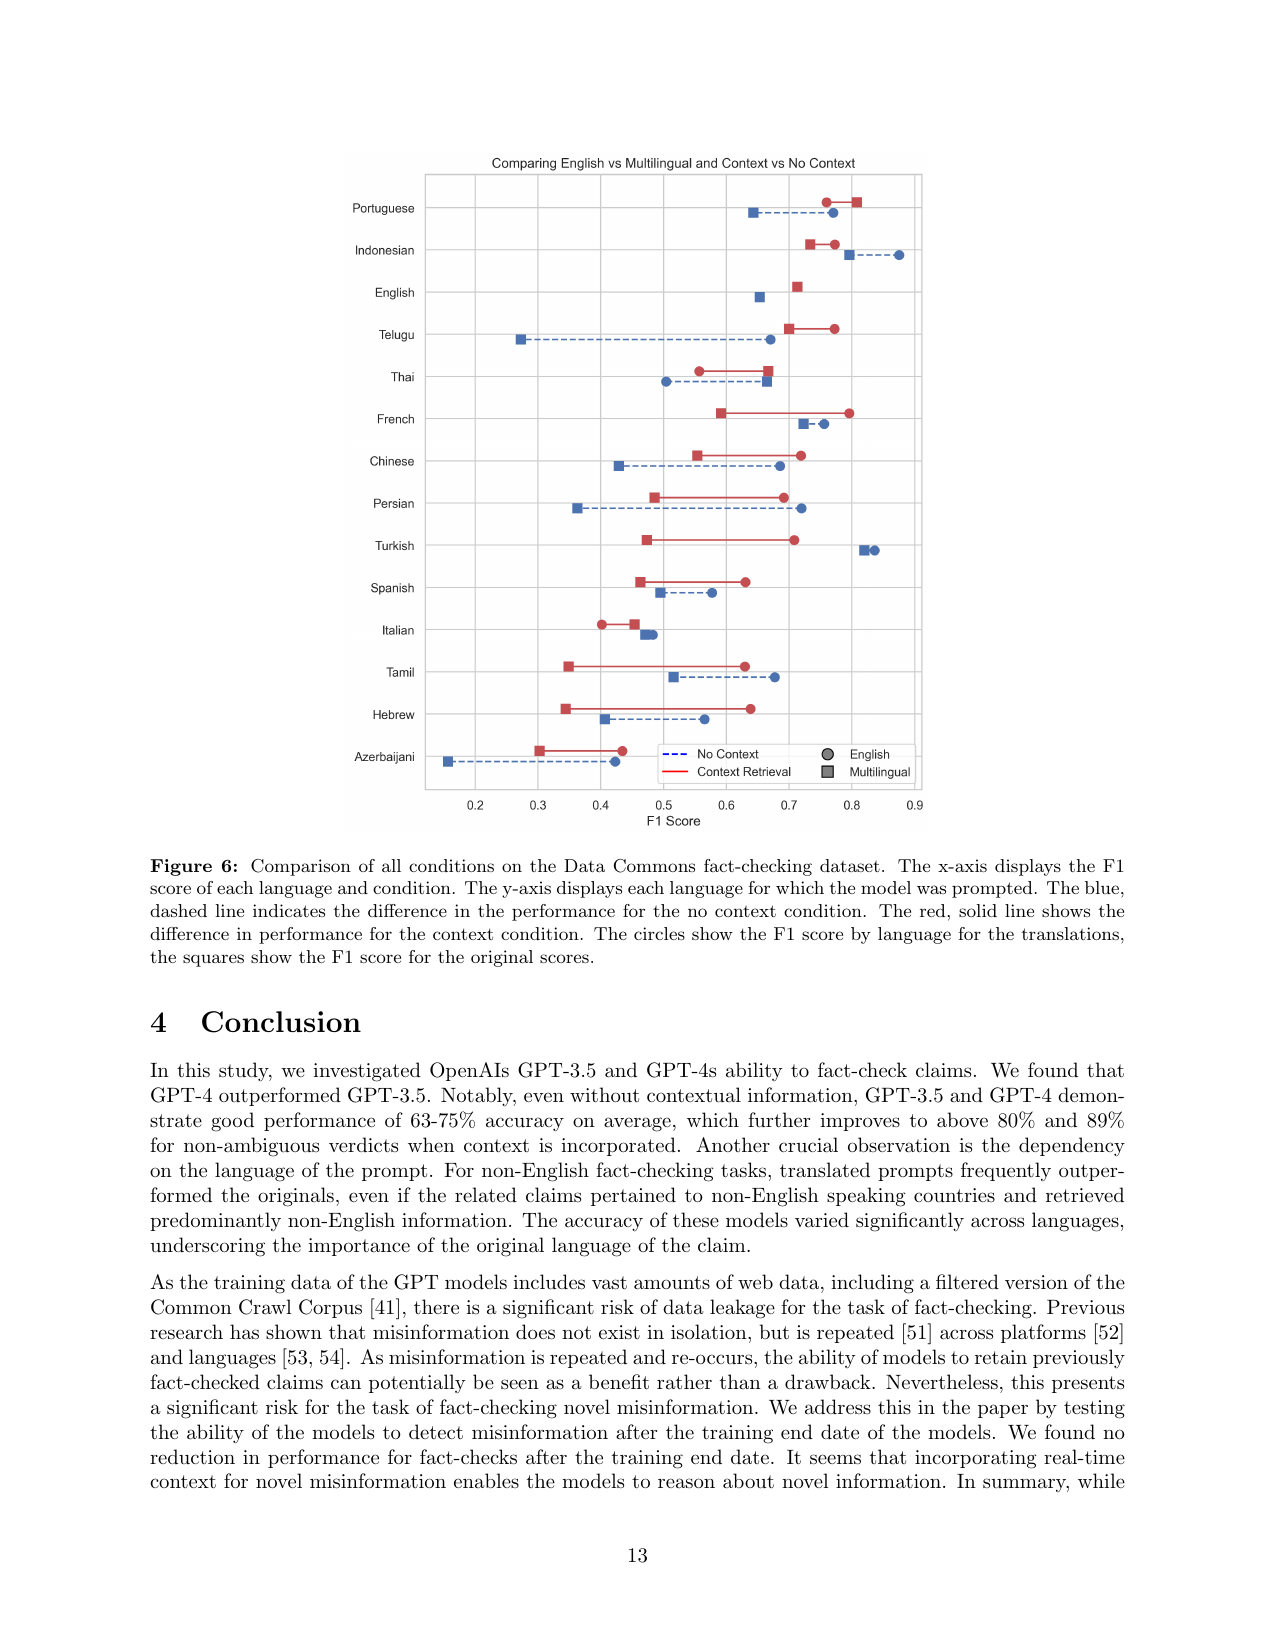 Comparing English vs Multilingual and Context vs No Context
Portuguese
Indonesian
English
Telugu
Thai
French
Chinese
Persian
Turkish
Spanish
Italian
Tamil
Hebrew
Azerbaijani
No Context
Context Retrieval
English
Multilingual
0.2 0.3 0.4 0.5 0.6 0.7 0.8 0.9
F1 Score
Figure 6: Comparison of all conditions on the Data Commons fact-checking dataset. The x-axis displays the F1
score of each language and condition. The y-axis displays each language for which the model was prompted. The blue,
dashed line indicates the difference in the performance for the no context condition. The red, solid line shows the
difference in performance for the context condition. The circles show the F1 score by language for the translations,
the squares show the F1 score for the original scores.
4 Conclusion
In this study, we investigated OpenAIs GPT-3.5 and GPT-4s ability to fact-check claims. We found that
GPT-4 outperformed GPT-3.5. Notably, even without contextual information, GPT-3.5 and GPT-4 demon-
strate good performance of 63-75% accuracy on average, which further improves to above 80% and 89%
for non-ambiguous verdicts when context is incorporated. Another crucial observation is the dependency
on the language of the prompt. For non-English fact-checking tasks, translated prompts frequently outper-
formed the originals, even if the related claims pertained to non-English speaking countries and retrieved
predominantly non-English information. The accuracy of these models varied significantly across languages,
underscoring the importance of the original language of the claim.
As the training data of the GPT models includes vast amounts of web data, including a filtered version of the
Common Crawl Corpus [41], there is a significant risk of data leakage for the task of fact-checking. Previous
research has shown that misinformation does not exist in isolation, but is repeated [51] across platforms [52]
and languages [53, 54]. As misinformation is repeated and re-occurs, the ability of models to retain previously
fact-checked claims can potentially be seen as a benefit rather than a drawback. Nevertheless, this presents
a significant risk for the task of fact-checking novel misinformation. We address this in the paper by testing
the ability of the models to detect misinformation after the training end date of the models. We found no
reduction in performance for fact-checks after the training end date. It seems that incorporating real-time
context for novel misinformation enables the models to reason about novel information. In summary, while
13